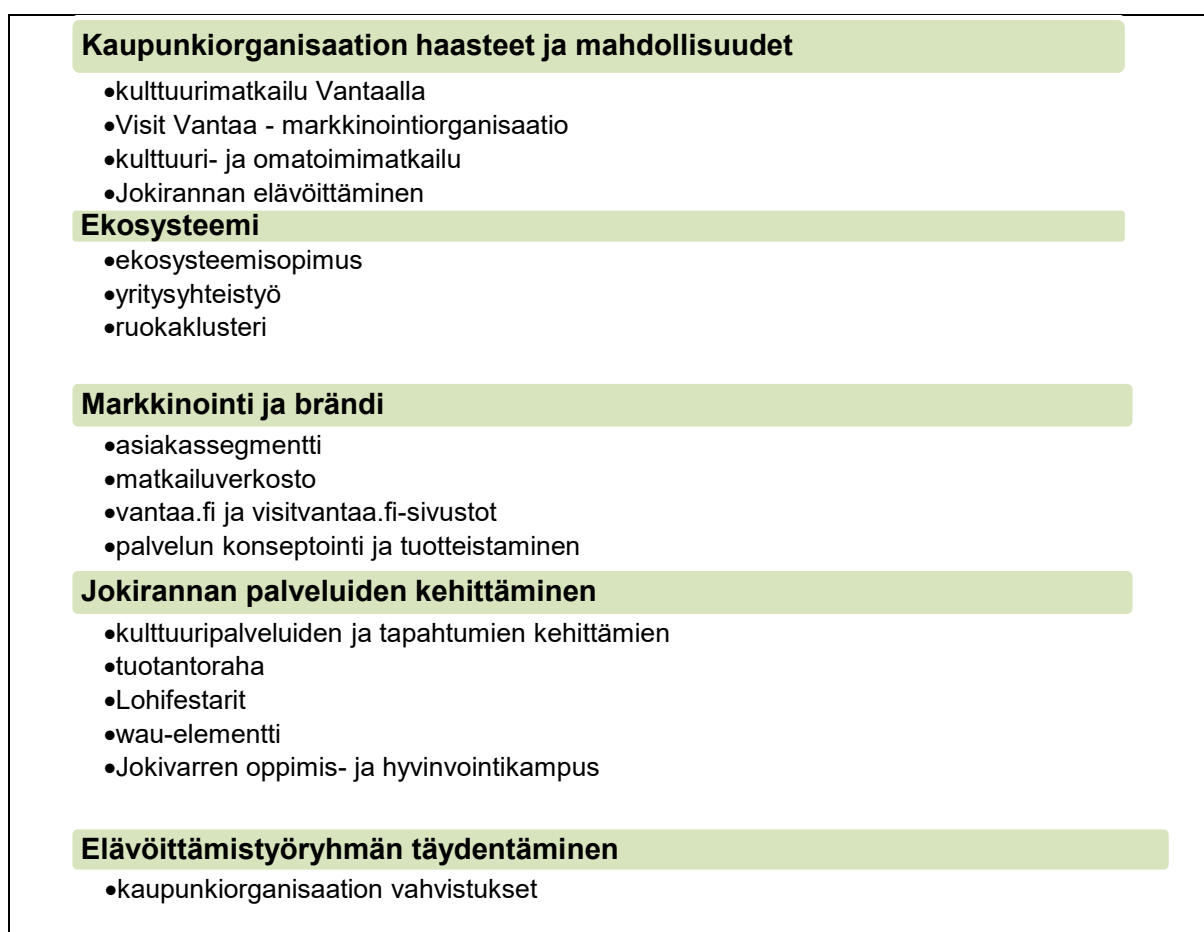 Kaupunkiorganisaation haasteet ja mahdollisuudet
•kulttuurimatkailu Vantaalla
•Visit Vantaa - markkinointiorganisaatio
•kulttuuri- ja omatoimimatkailu
•Jokirannan elävöittäminen
Ekosysteemi
•ekosysteemisopimus
•yritysyhteistyö
•ruokaklusteri
Markkinointi ja brändi
•asiakassegmentti
•matkailuverkosto
•vantaa.fi ja visitvantaa.fi-sivustot
•palvelun konseptointi ja tuotteistaminen
Jokirannan palveluiden kehittäminen
•kulttuuripalveluiden ja tapahtumien kehittämien
•tuotantoraha
•Lohifestarit
•wau-elementti
•Jokivarren oppimis- ja hyvinvointikampus
Elävöittämistyöryhmän täydentäminen
•kaupunkiorganisaation vahvistukset